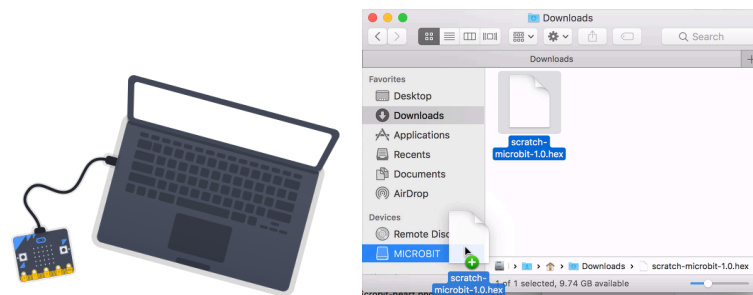 Downloads
Search
Downloads
Favorites
Desktop
Downloads
Applications
Recents
Documents
AirDrop
Devices
Remote Disc
MICROBIT
scratch-
microbit-1.0.hex
scratch-
microbit-1.0.hex
Downloads
scratch-microbit-1.0.hex
1 of 1 selected, 9.74 GB available